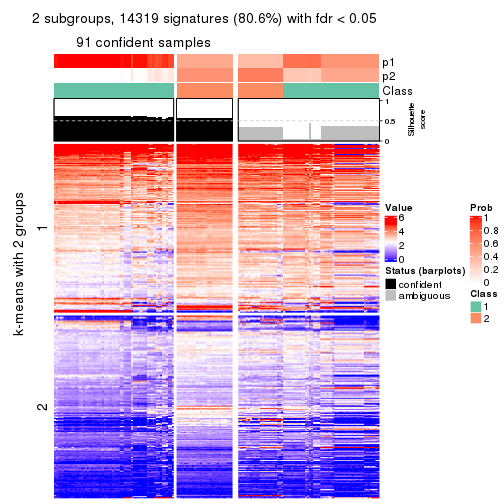 2 subgroups, 14319 signatures (80.6%) with fdr < 0.05
91 confident samples
p1
p2
Class
1
0.5
0
Silhouette
score
k-means with 2 groups
1
2
Value
6
4
2
0
Status (barplots)
confident
ambiguous
Prob
1
0.8
0.6
0.4
0.2
0
Class
1
2